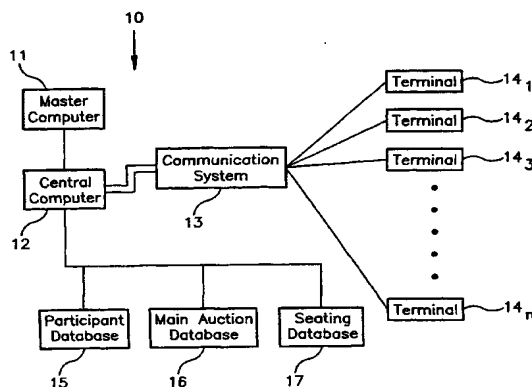 10
11
Master
Computer
Central
Computer
12
Communication
System
13
Terminal 14 1
Terminal 14 2
Terminal 14 3
Terminal 14 n
Participant
Database
15
Main Auction
Database
16
Seating
Database
17